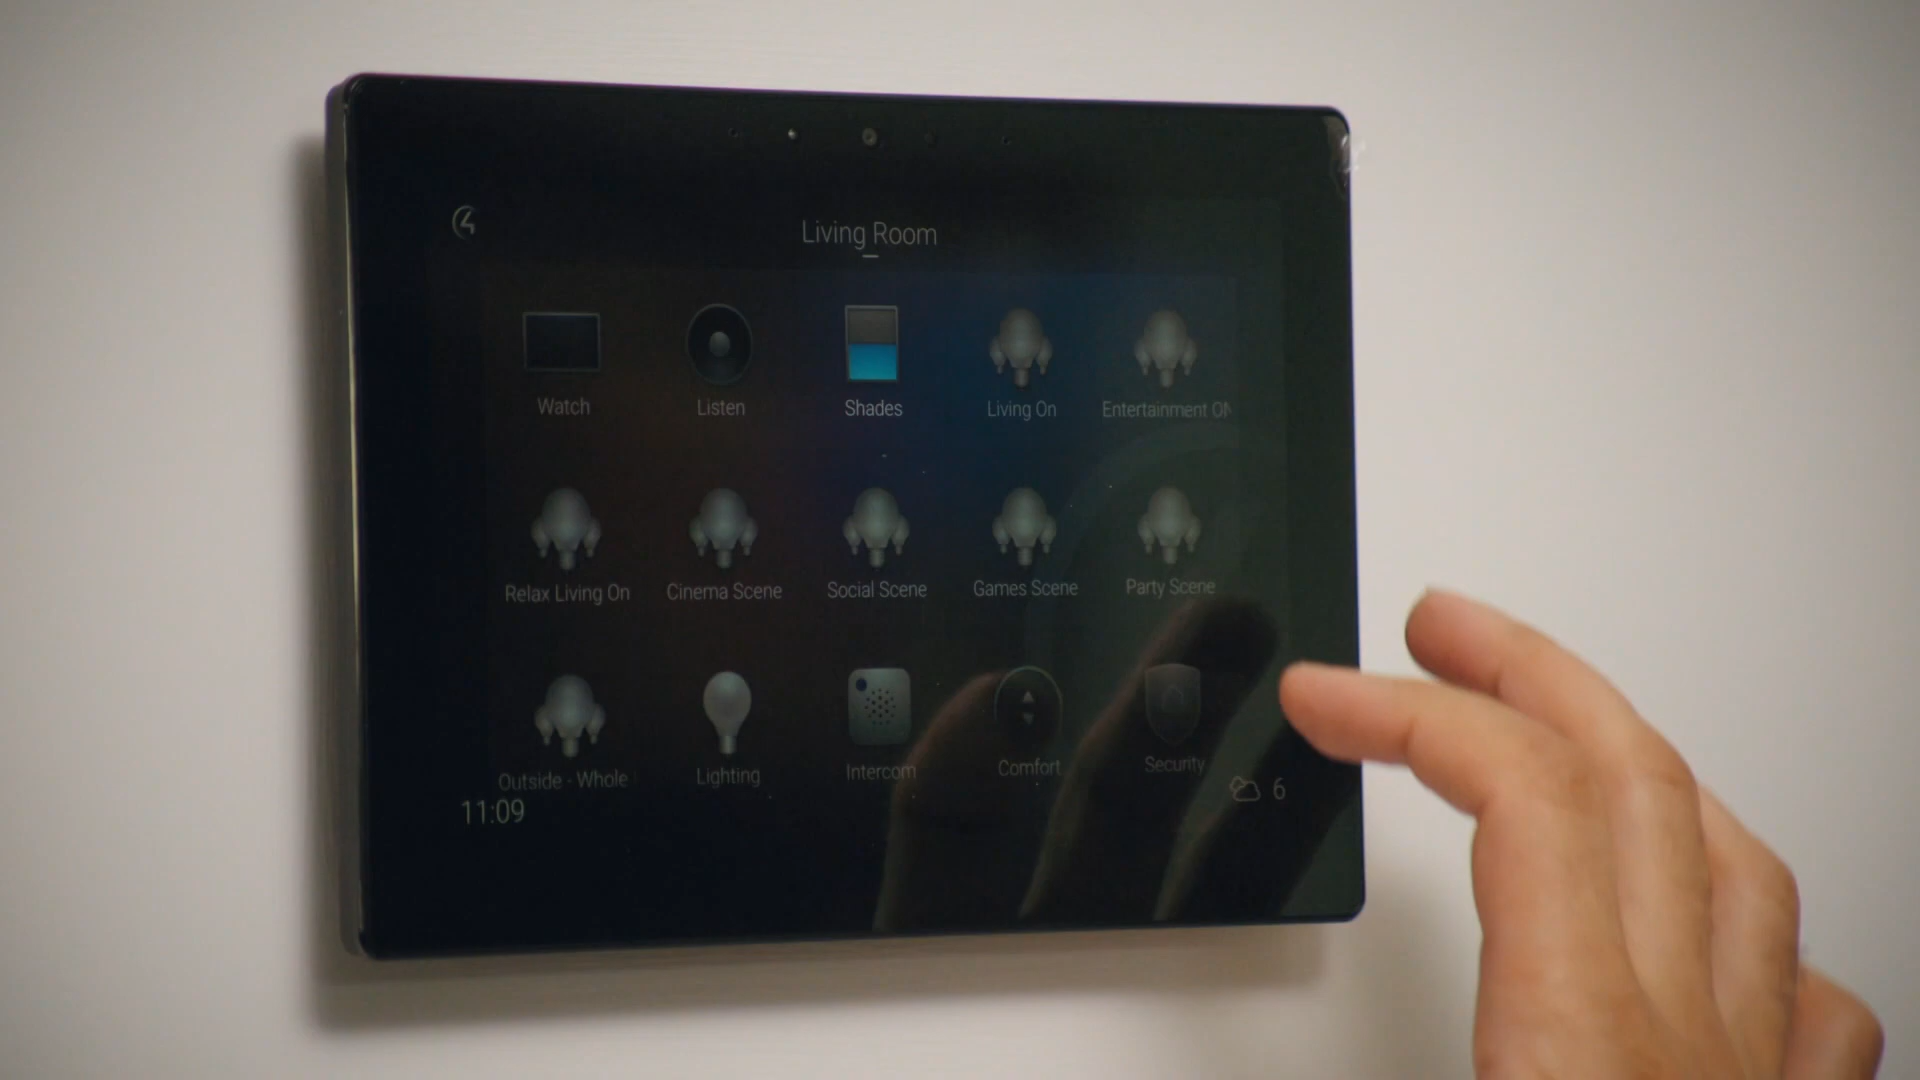 Living Room
Watch
Listen
Shades
Living On
Entertainment ON
Relax Living On
Cinema Scene
Social Scene
Games Scene
Party Scene
Outside - Whole
Lighting
Intercom
Comfort
Security
11:09
6